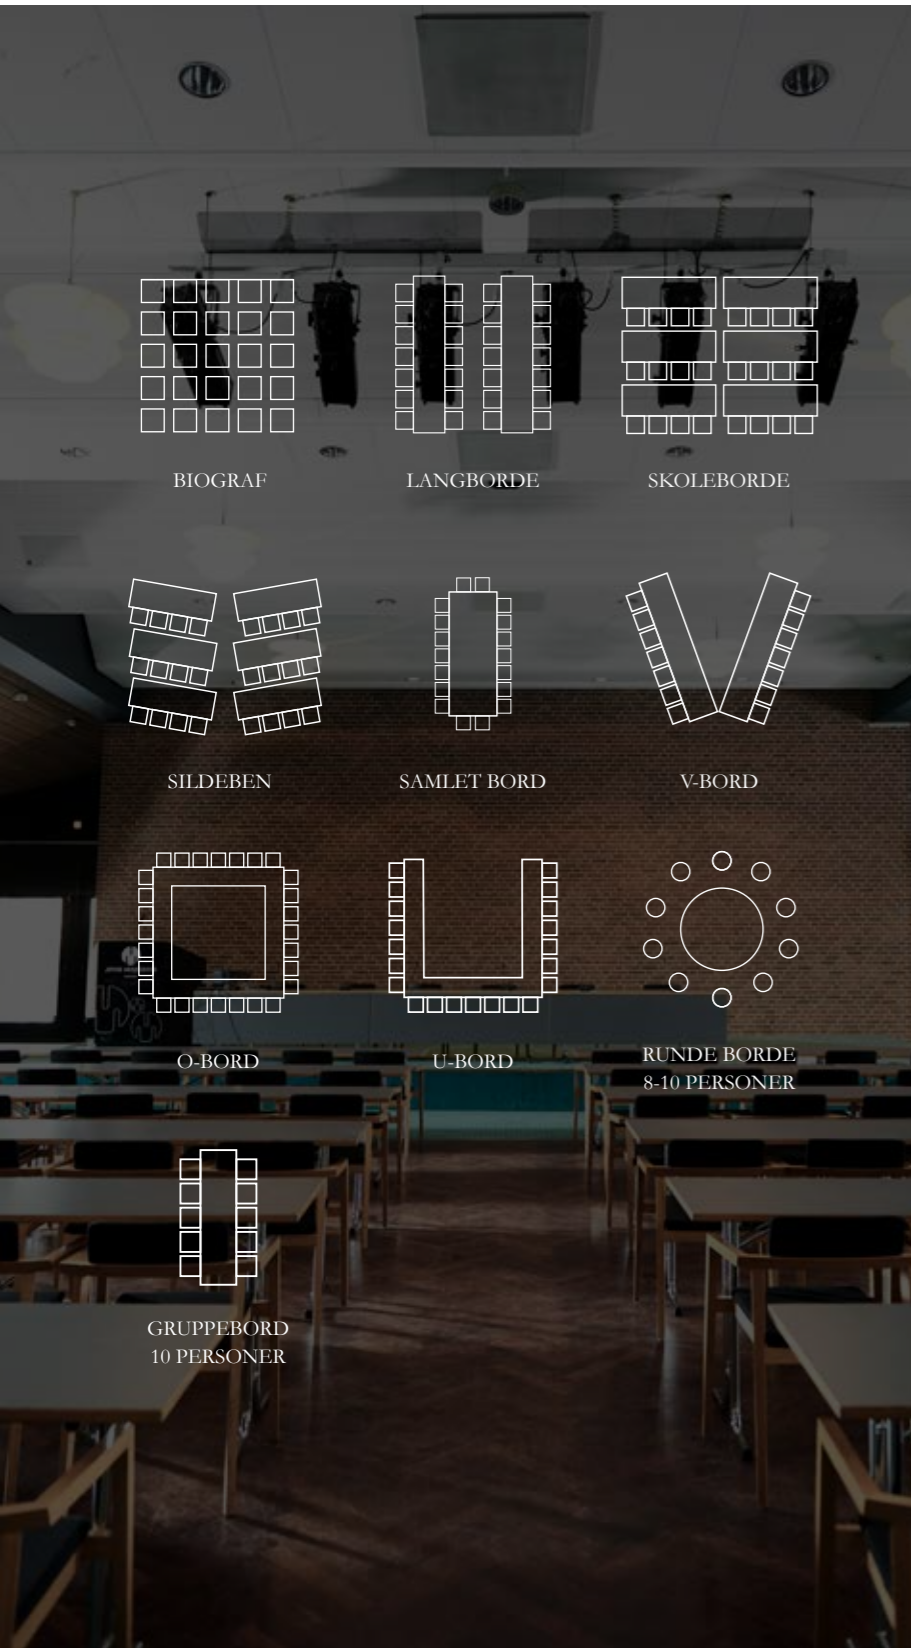 BIOGRAF
LANGBORDE
SKOLEBORDE
SILDEBEN
SAMLET BORD
V-BORD
O-BORD
U-BORD
RUNDE BORDE
8-10 PERSONER
GRUPPEBORD
10 PERSONER